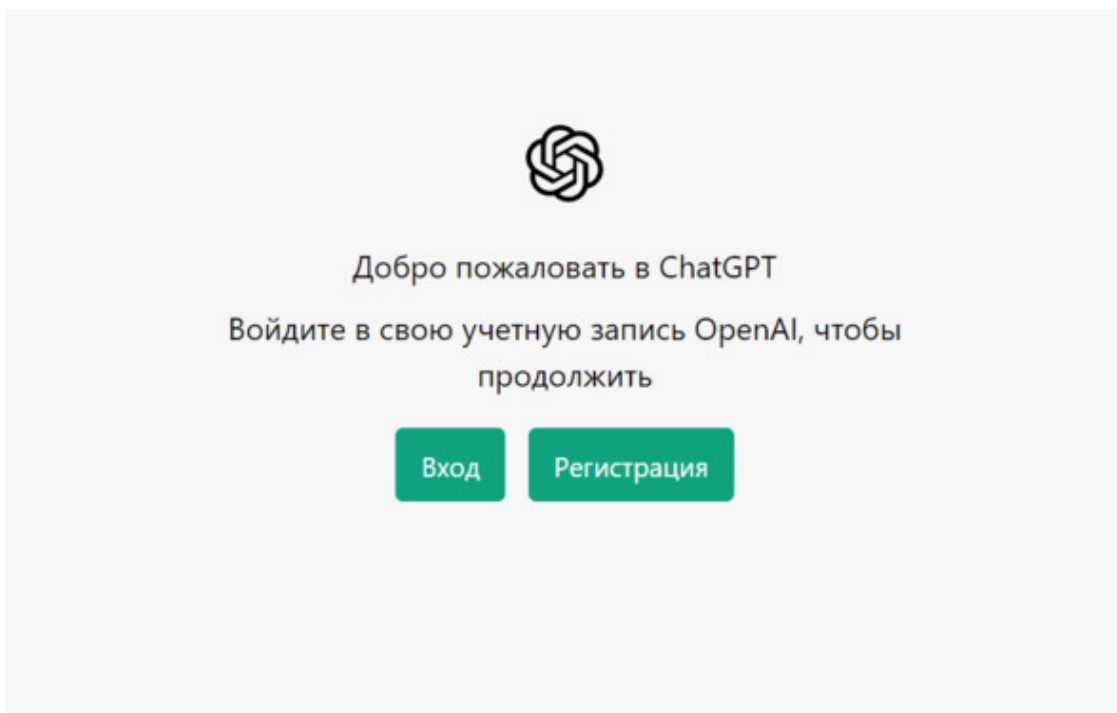 Добро пожаловать в ChatGPT
Войдите в свою учетную запись OpenAI, чтобы
продолжить
Вход Регистрация